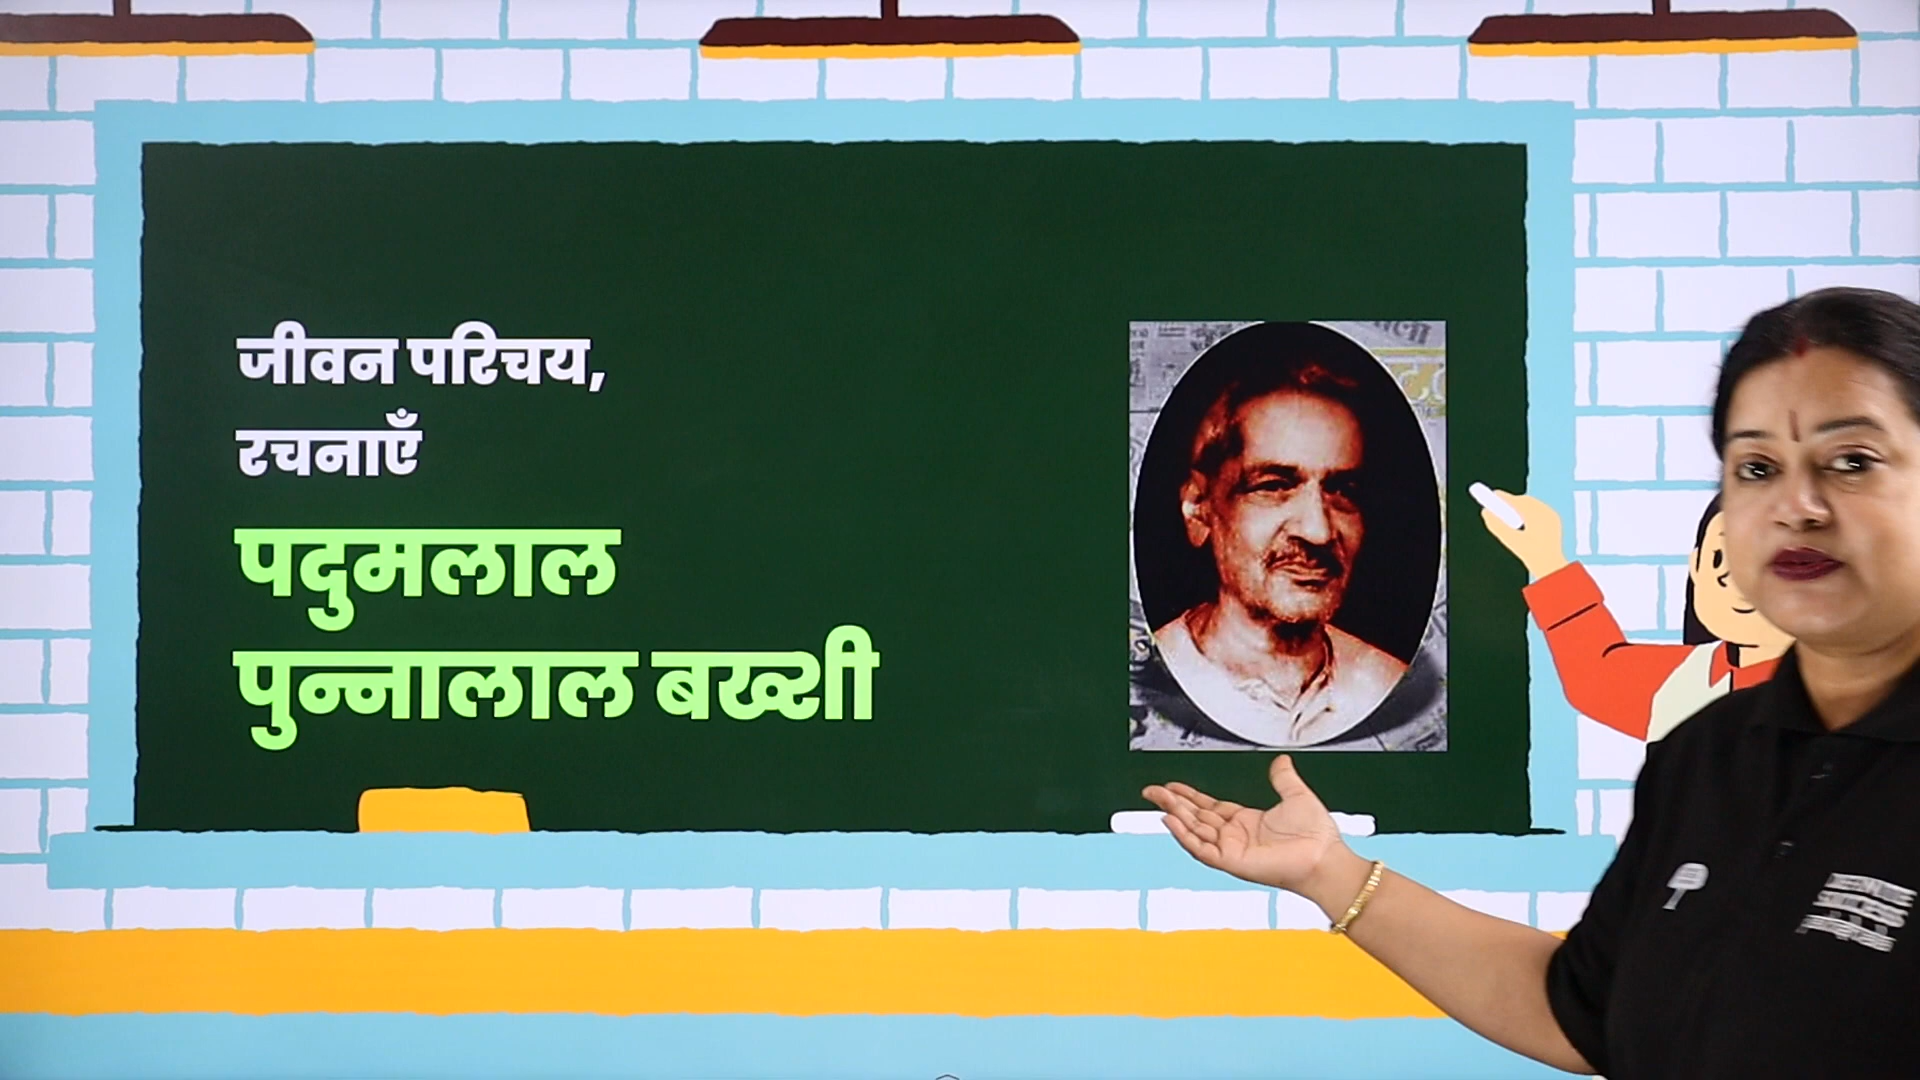 जीवन परिचय,
रचनाएँ
पदुमलाल
पुन्नालाल बख्शी